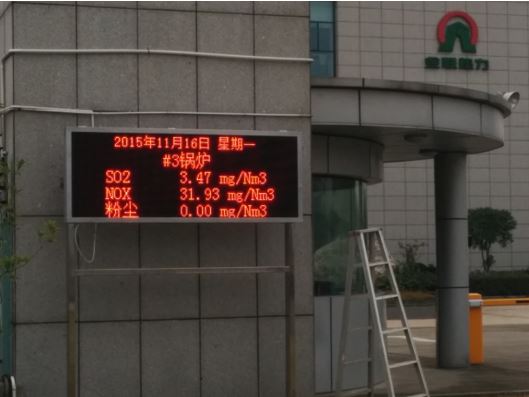 2015年11月16日 星期一
#3锅炉
SO2 3.47 mg/Nm3
NOX 31.93 mg/Nm3
粉尘 0.00 mg/Nm3